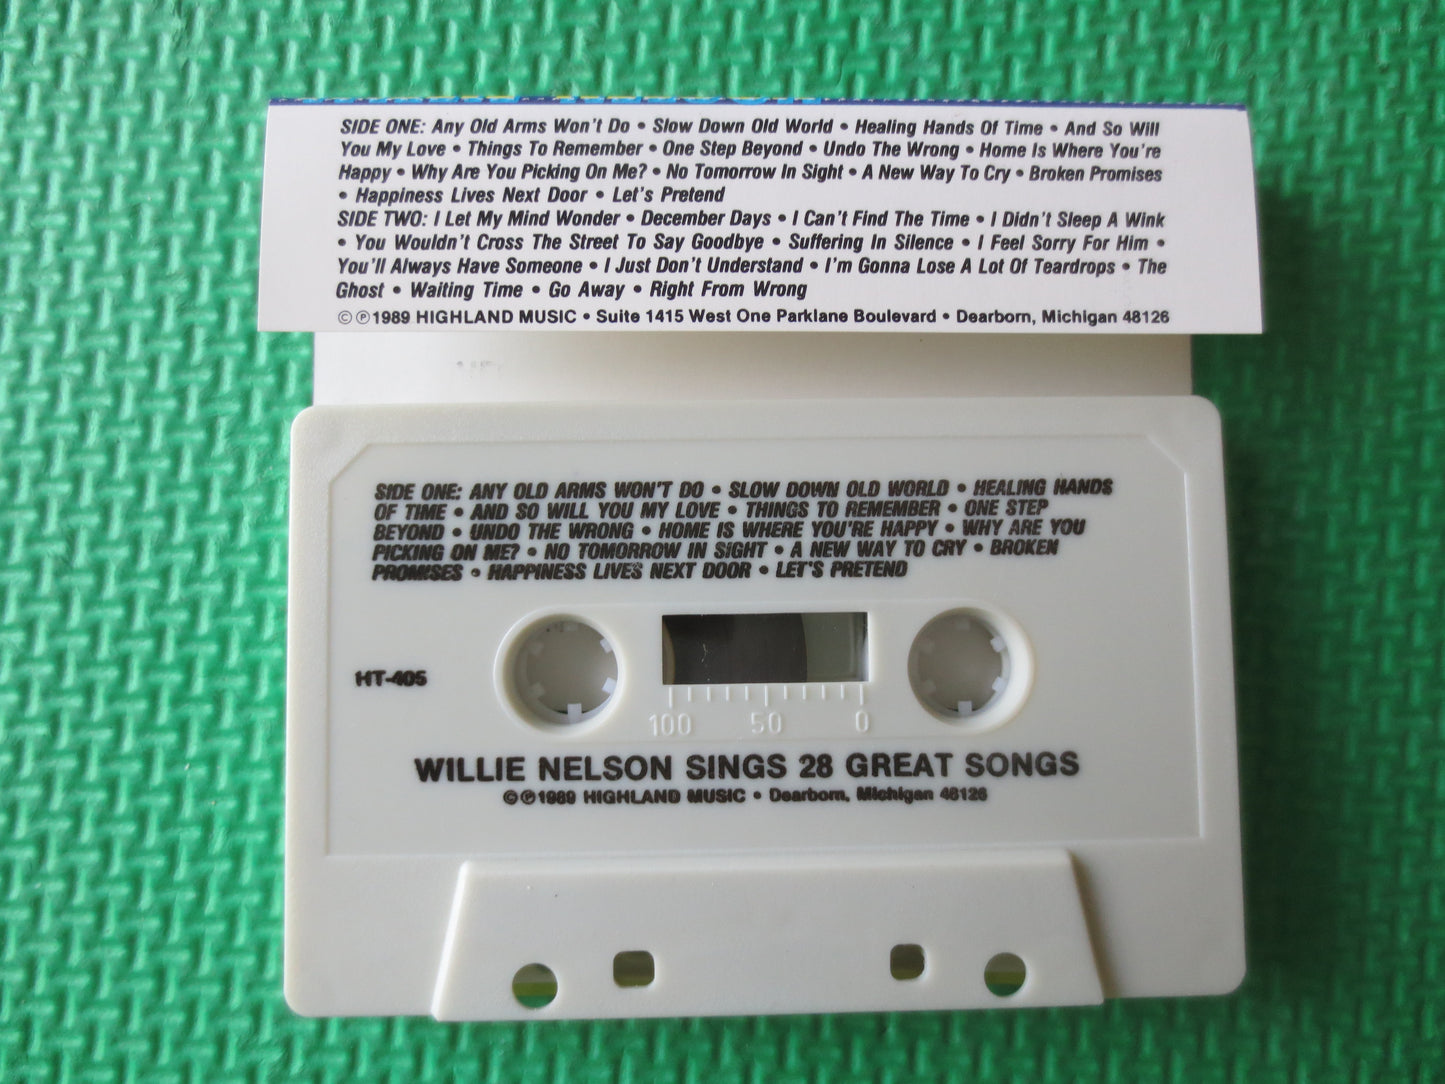 SIDE ONE: Any Old Arms Won't Do • Slow Down Old World • Healing Hands Of Time • And So Will
You My Love • Things To Remember • One Step Beyond • Undo The Wrong • Home Is Where You're
Happy • Why Are You Picking On Me? • No Tomorrow In Sight • A New Way To Cry • Broken Promises
• Happiness Lives Next Door • Let's Pretend
SIDE TWO: I Let My Mind Wonder • December Days • I Can't Find The Time • I Didn't Sleep A Wink
• You Wouldn't Cross The Street To Say Goodbye • Suffering In Silence • I Feel Sorry For Him •
You'll Always Have Someone • I Just Don't Understand • I'm Gonna Lose A Lot Of Teardrops • The
Ghost • Waiting Time • Go Away • Right From Wrong
©℗1989 HIGHLAND MUSIC • Suite 1415 West One Parklane Boulevard • Dearborn, Michigan 48126
SIDE ONE: ANY OLD ARMS WON'T DO • SLOW DOWN OLD WORLD • HEALING HANDS
OF TIME • AND SO WILL YOU MY LOVE • THINGS TO REMEMBER • ONE STEP
BEYOND • UNDO THE WRONG • HOME IS WHERE YOU'RE HAPPY • WHY ARE YOU
PICKING ON ME? • NO TOMORROW IN SIGHT • A NEW WAY TO CRY • BROKEN
PROMISES • HAPPINESS LIVES NEXT DOOR • LET'S PRETEND
HT-405
100 50 0
WILLIE NELSON SINGS 28 GREAT SONGS
©℗1989 HIGHLAND MUSIC • Dearborn, Michigan 48126